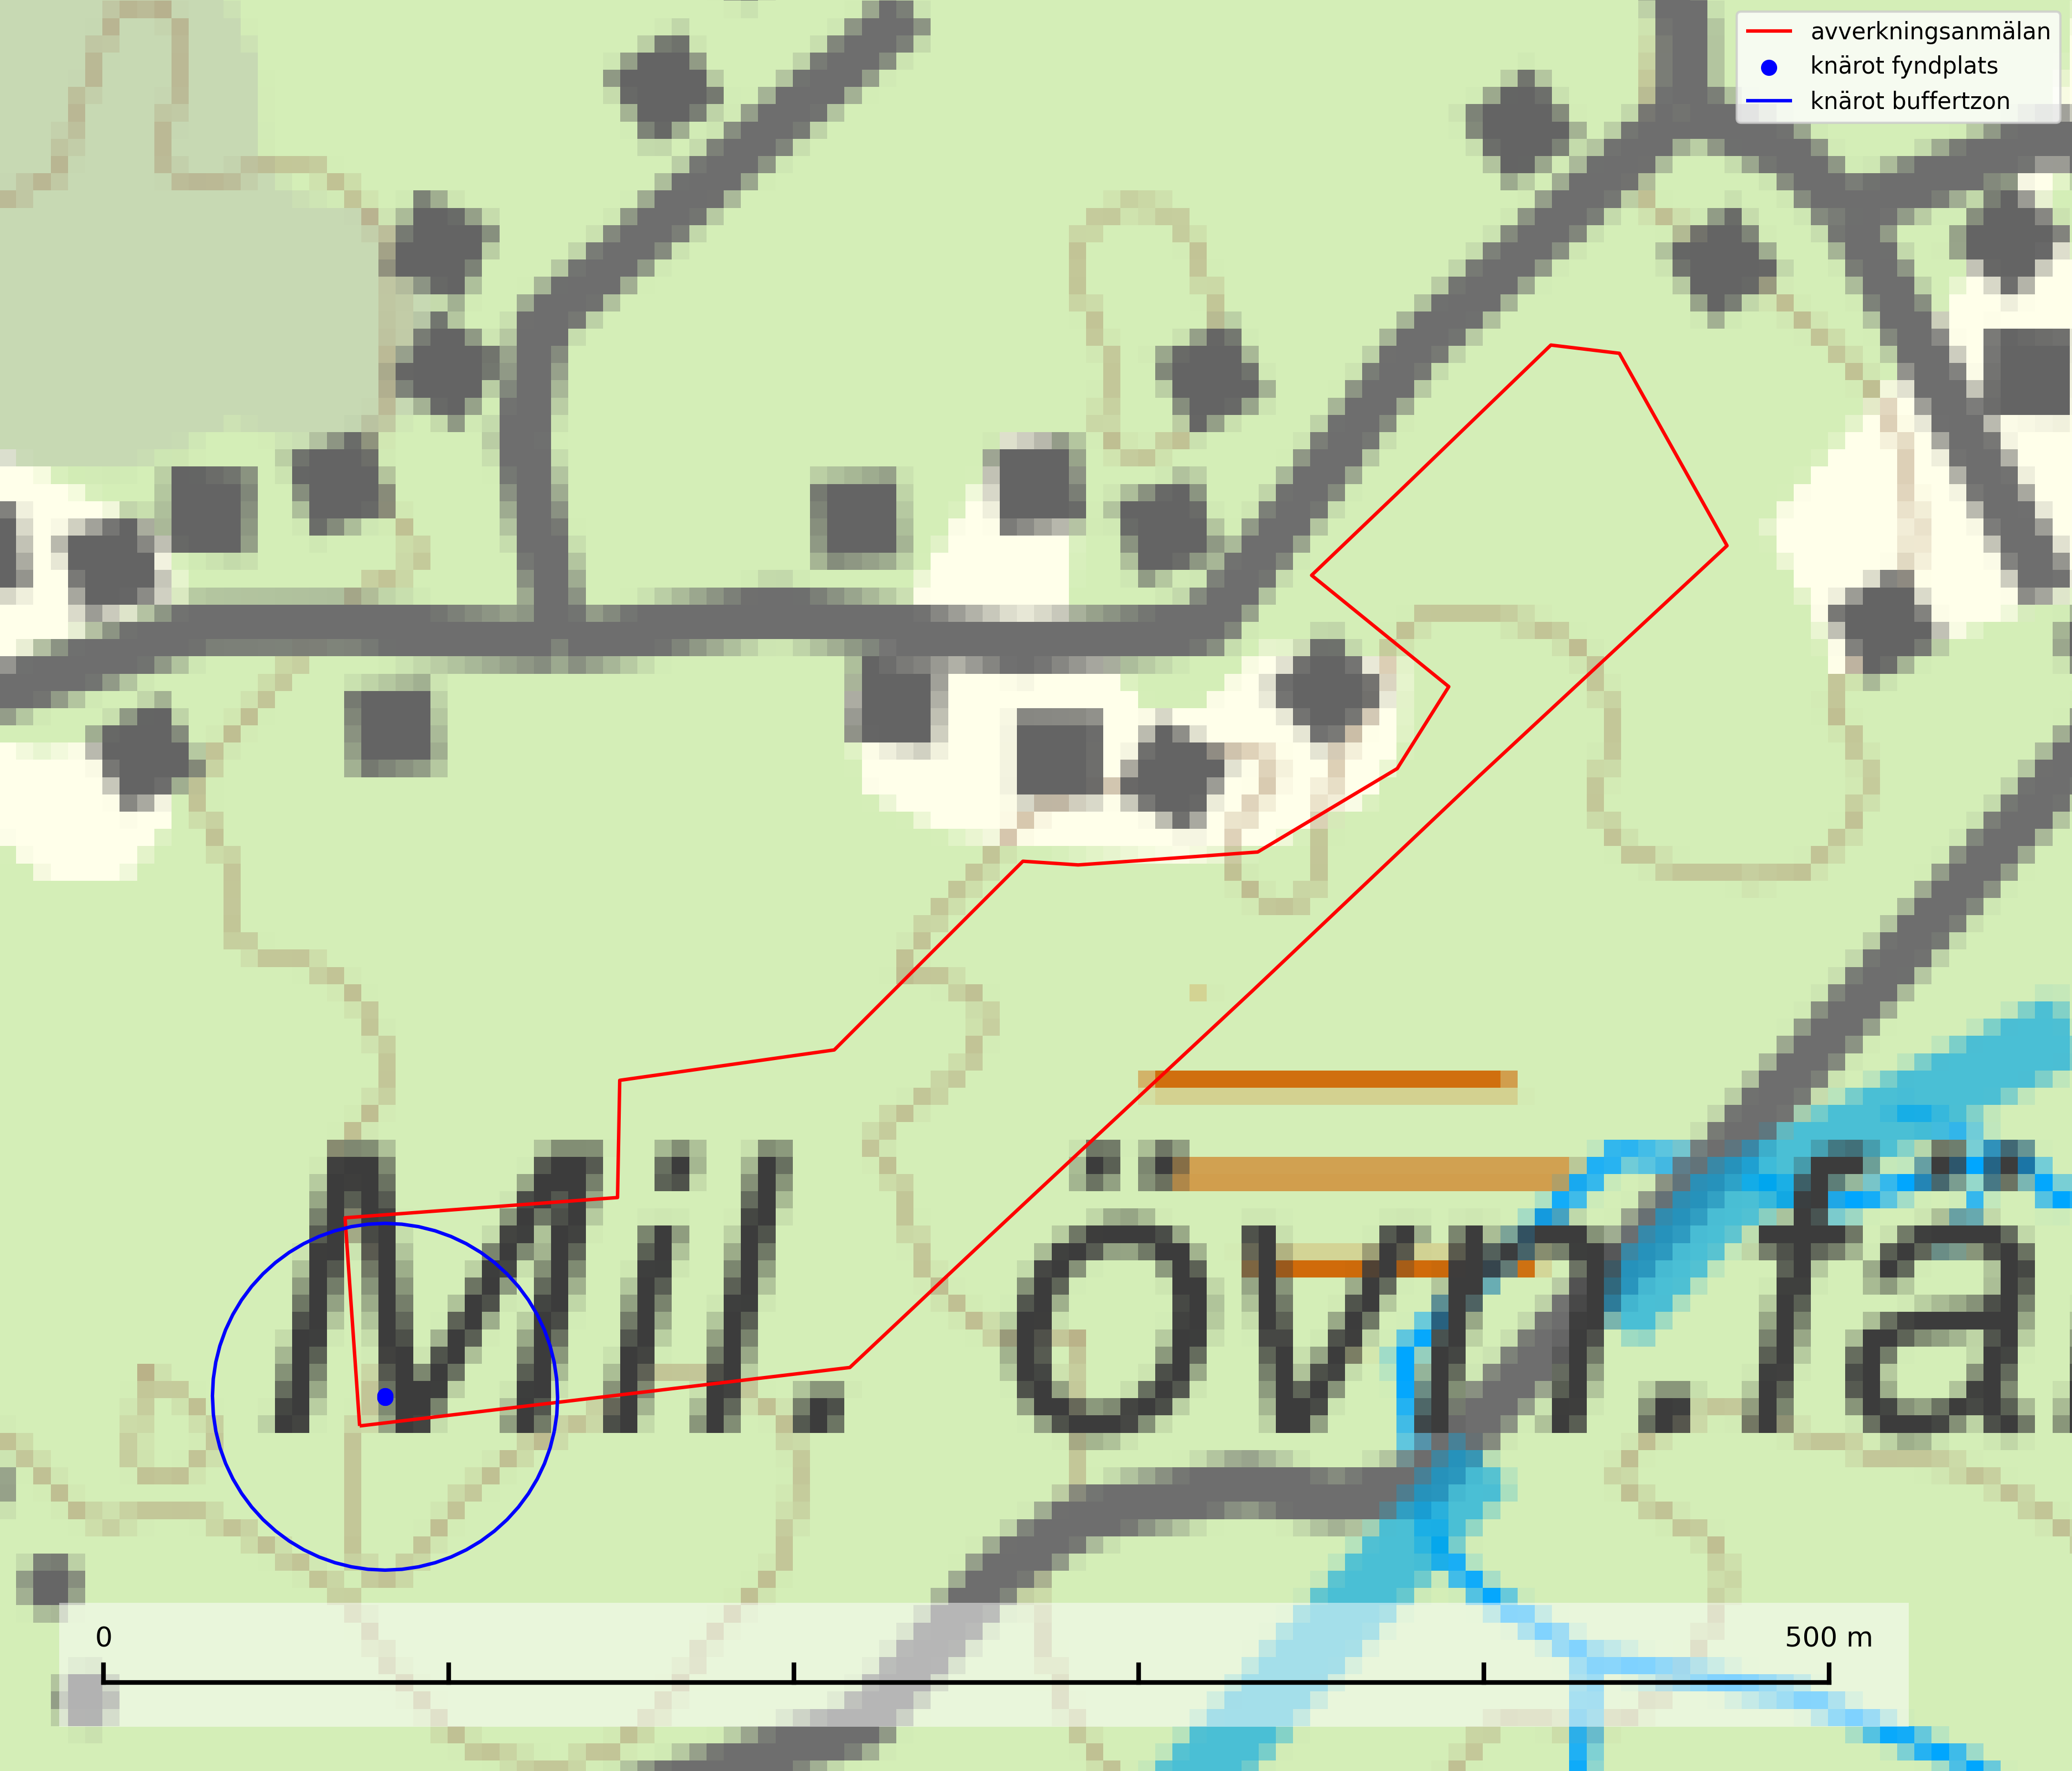 avverkningsanmälan
knärot fyndplats
knärot buffertzon
Mil. övn.fä
0 500 m